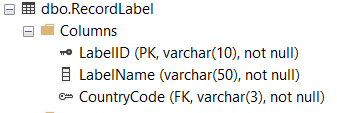 dbo.RecordLabel
Columns
LabelID (PK, varchar(10), not null)
LabelName (varchar(50), not null)
CountryCode (FK, varchar(3), not null)